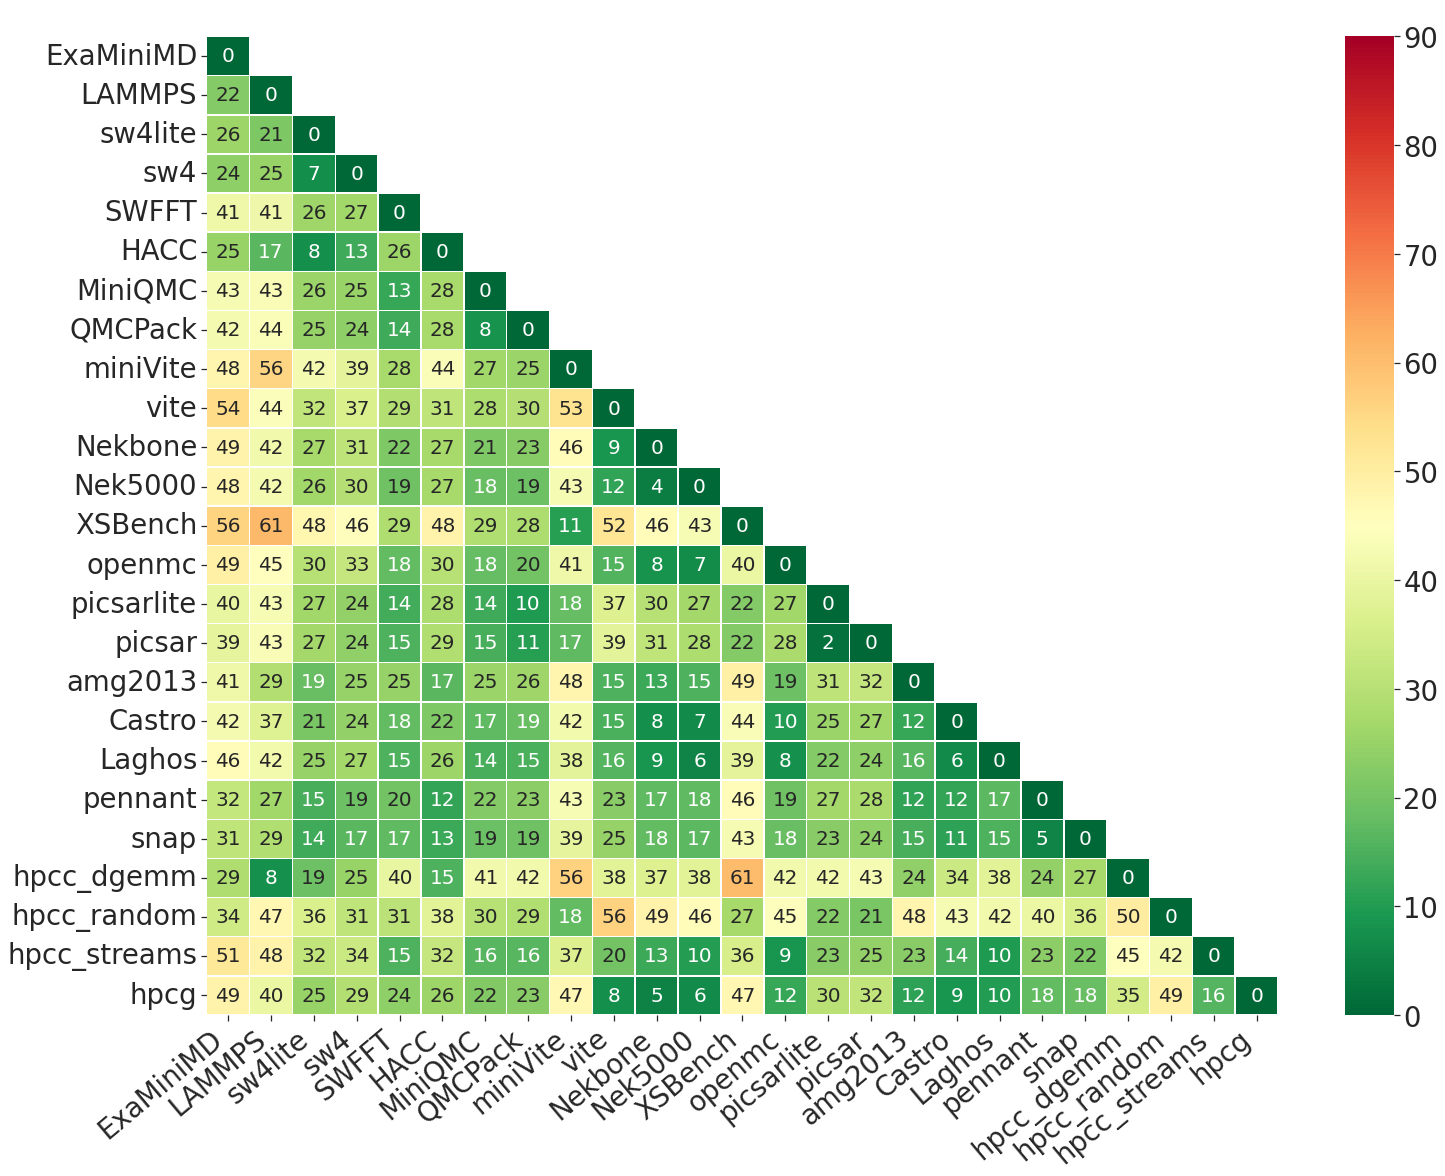 ExaMiniMD 0
LAMMPS 22 0
sw4lite 26 21 0
sw4 24 25 7 0
SWFFT 41 41 26 27 0
HACC 25 17 8 13 26 0
MiniQMC 43 43 26 25 13 28 0
QMCPack 42 44 25 24 14 28 8 0
miniVite 48 56 42 39 28 44 27 25 0
vite 54 44 32 37 29 31 28 30 53 0
Nekbone 49 42 27 31 22 27 21 23 46 9 0
Nek5000 48 42 26 30 19 27 18 19 43 12 4 0
XSBench 56 61 48 46 29 48 29 28 11 52 46 43 0
openmc 49 45 30 33 18 30 18 20 41 15 8 7 40 0
picsarlite 40 43 27 24 14 28 14 10 18 37 30 27 22 27 0
picsar 39 43 27 24 15 29 15 11 17 39 31 28 22 28 2 0
amg2013 41 29 19 25 25 17 25 26 48 15 13 15 49 19 31 32 0
Castro 42 37 21 24 18 22 17 19 42 15 8 7 44 10 25 27 12 0
Laghos 46 42 25 27 15 26 14 15 38 16 9 6 39 8 22 24 16 6 0
pennant 32 27 15 19 20 12 22 23 43 23 17 18 46 19 27 28 12 12 17 0
snap 31 29 14 17 17 13 19 19 39 25 18 17 43 18 23 24 15 11 15 5 0
hpcc_dgemm 29 8 19 25 40 15 41 42 56 38 37 38 61 42 42 43 24 34 38 24 27 0
hpcc_random 34 47 36 31 31 38 30 29 18 56 49 46 27 45 22 21 48 43 42 40 36 50 0
hpcc_streams 51 48 32 34 15 32 16 16 37 20 13 10 36 9 23 25 23 14 10 23 22 45 42 0
hpcg 49 40 25 29 24 26 22 23 47 8 5 6 47 12 30 32 12 9 10 18 18 35 49 16 0
ExaMiniMD
LAMMPS
sw4lite
sw4
SWFFT
HACC
MiniQMC
QMCPack
miniVite
vite
Nekbone
Nek5000
XSBench
openmc
picsarlite
picsar
amg2013
Castro
Laghos
pennant
snap
hpcc_dgemm
hpcc_random
hpcc_streams
hpcg
90
80
70
60
50
40
30
20
10
0